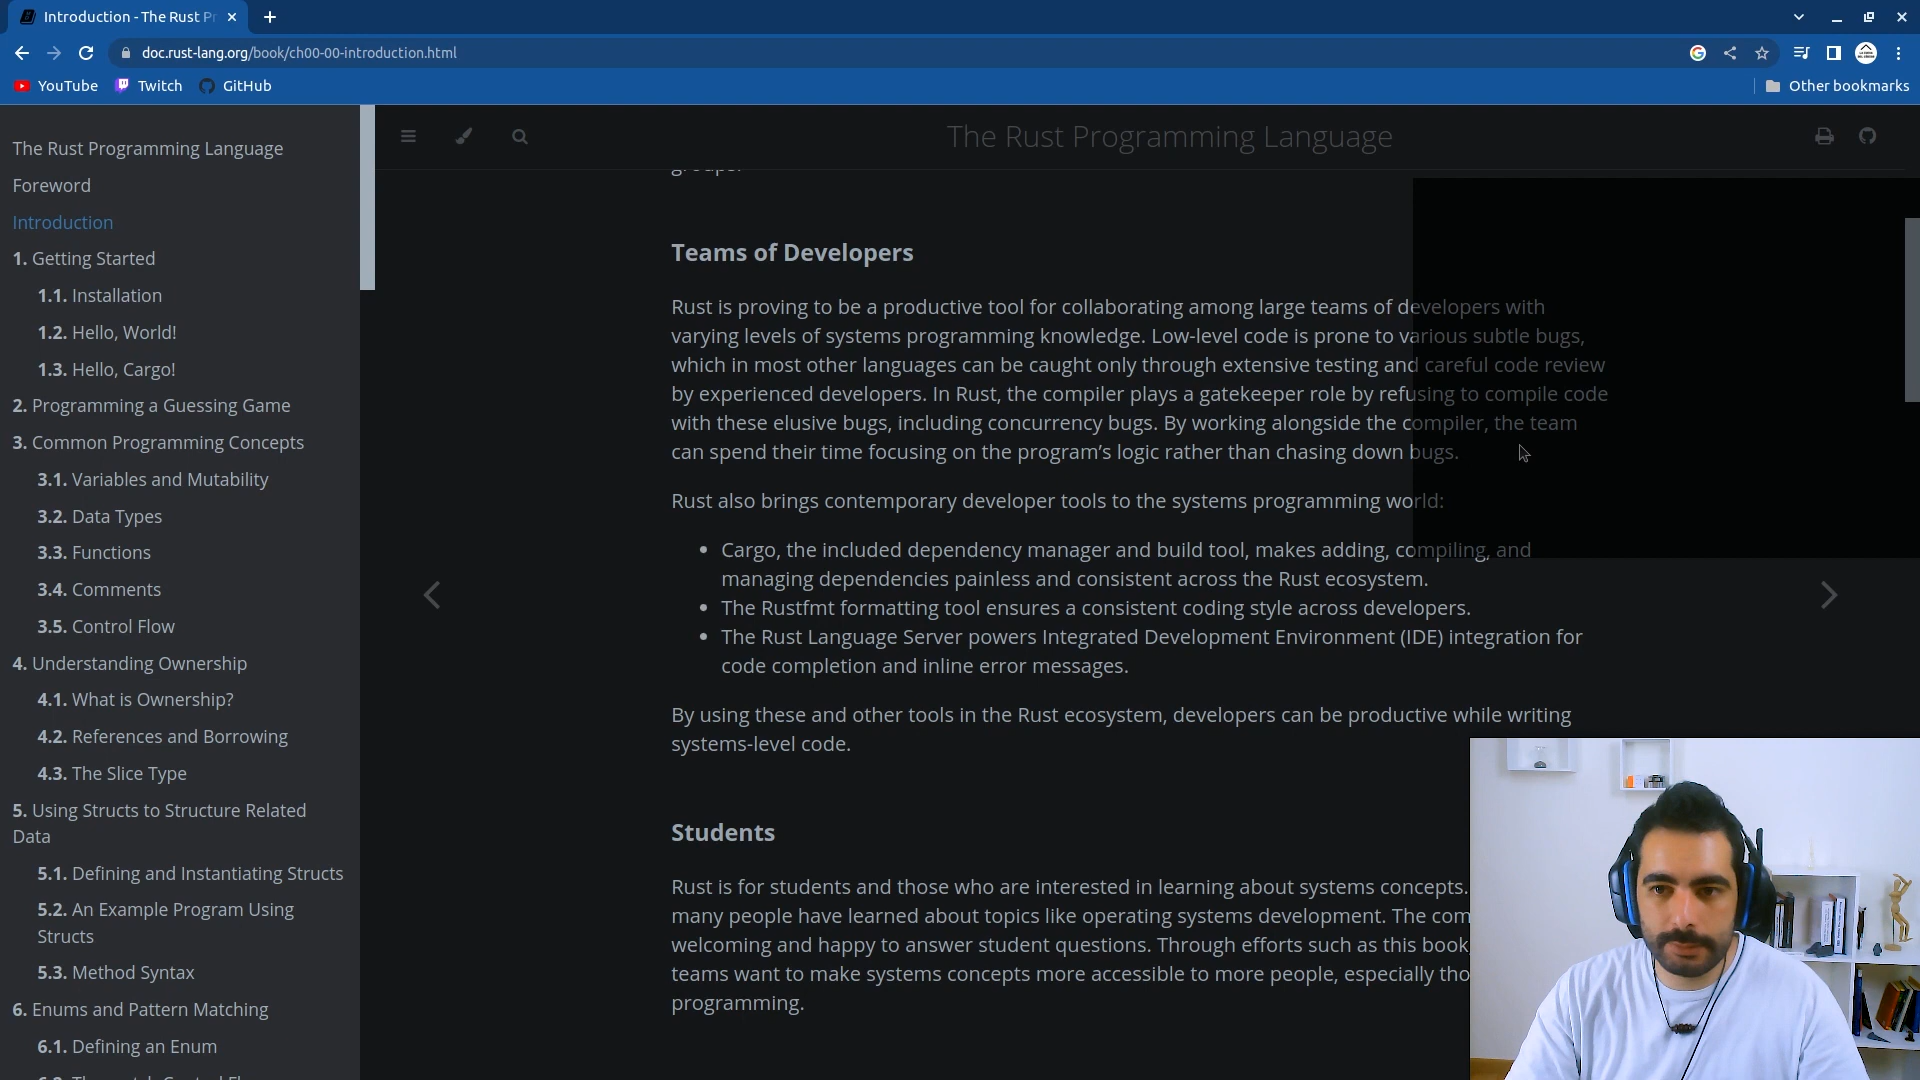 Introduction - The Rust Pr
doc.rust-lang.org/book/ch00-00-introduction.html
YouTube
Twitch
GitHub
Other bookmarks
The Rust Programming Language
Foreword
Introduction
1. Getting Started
1.1. Installation
1.2. Hello, World!
1.3. Hello, Cargo!
2. Programming a Guessing Game
3. Common Programming Concepts
3.1. Variables and Mutability
3.2. Data Types
3.3. Functions
3.4. Comments
3.5. Control Flow
4. Understanding Ownership
4.1. What is Ownership?
4.2. References and Borrowing
4.3. The Slice Type
5. Using Structs to Structure Related
Data
5.1. Defining and Instantiating Structs
5.2. An Example Program Using
Structs
5.3. Method Syntax
6. Enums and Pattern Matching
6.1. Defining an Enum
The Rust Programming Language
groups.
Teams of Developers
Rust is proving to be a productive tool for collaborating among large teams of developers with
varying levels of systems programming knowledge. Low-level code is prone to various subtle bugs,
which in most other languages can be caught only through extensive testing and careful code review
by experienced developers. In Rust, the compiler plays a gatekeeper role by refusing to compile code
with these elusive bugs, including concurrency bugs. By working alongside the compiler, the team
can spend their time focusing on the program’s logic rather than chasing down bugs.
Rust also brings contemporary developer tools to the systems programming world:
• Cargo, the included dependency manager and build tool, makes adding, compiling, and
managing dependencies painless and consistent across the Rust ecosystem.
• The Rustfmt formatting tool ensures a consistent coding style across developers.
• The Rust Language Server powers Integrated Development Environment (IDE) integration for
code completion and inline error messages.
By using these and other tools in the Rust ecosystem, developers can be productive while writing
systems-level code.
Students
Rust is for students and those who are interested in learning about systems concepts.
many people have learned about topics like operating systems development. The com
welcoming and happy to answer student questions. Through efforts such as this book
teams want to make systems concepts more accessible to more people, especially tho
programming.